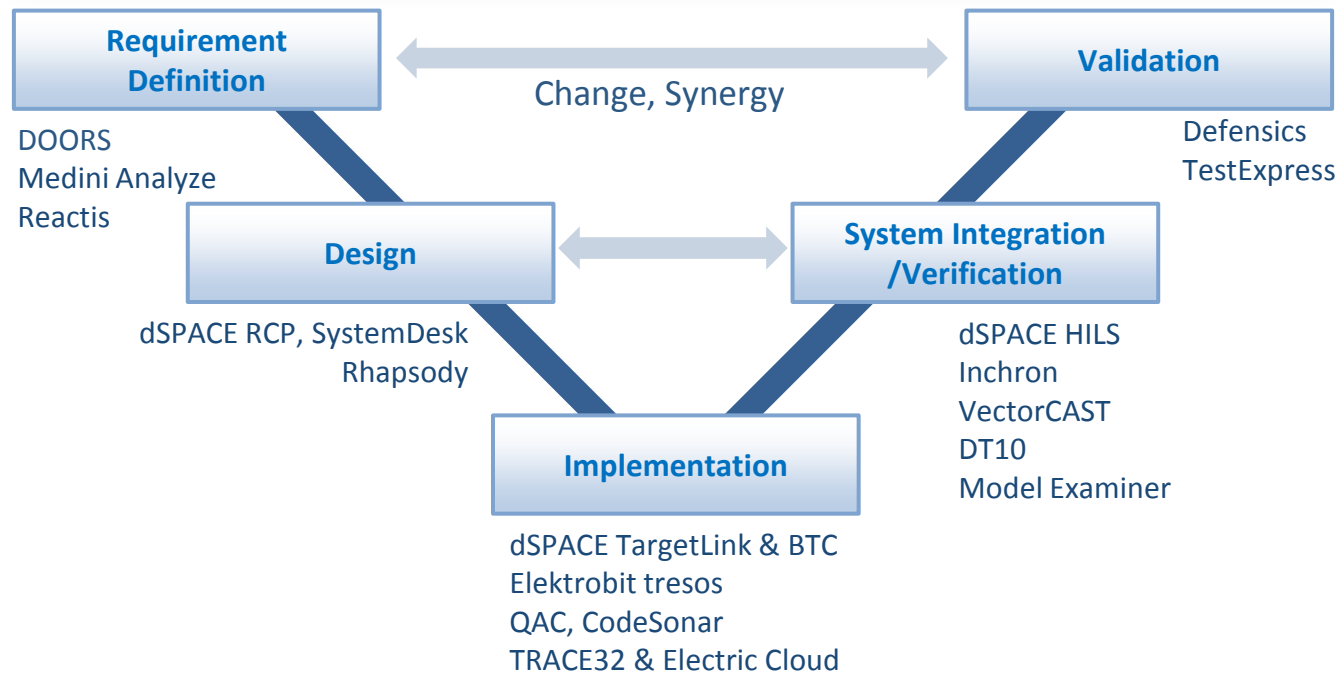 Requirement
Definition
Validation
Change, Synergy
DOORS
Medini Analyze
Reactis
Defensics
TestExpress
Design
System Integration
/Verification
dSPACE RCP, SystemDesk
Rhapsody
dSPACE HILS
Inchron
VectorCAST
DT10
Model Examiner
Implementation
dSPACE TargetLink & BTC
Elektrobit tresos
QAC, CodeSonar
TRACE32 & Electric Cloud